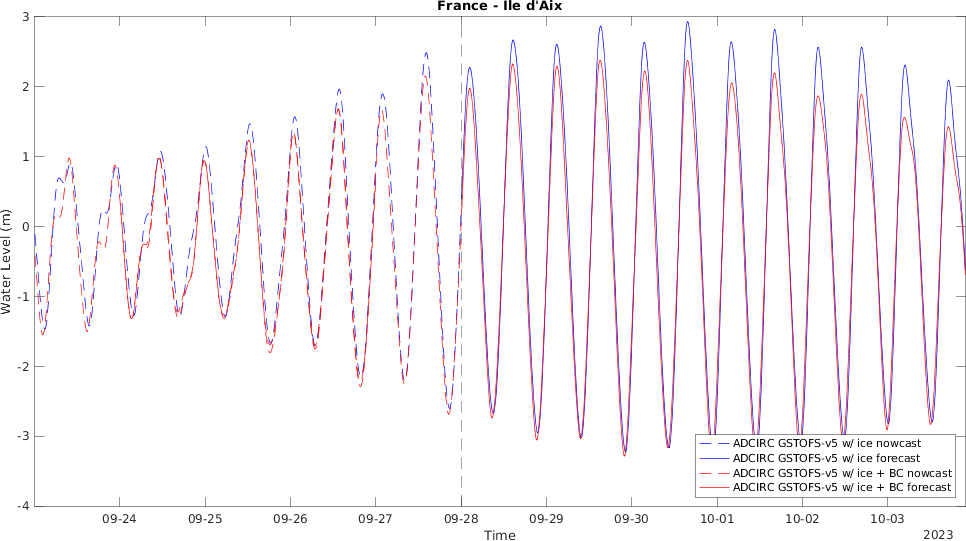 France - Ile d'Aix
3
2
1
0
-1
-2
-3
-4
Water Level (m)
09-24 09-25 09-26 09-27 09-28 09-29 09-30 10-01 10-02 10-03
Time
2023
ADCIRC GSTOFS-v5 w/ ice nowcast
ADCIRC GSTOFS-v5 w/ ice forecast
ADCIRC GSTOFS-v5 w/ ice + BC nowcast
ADCIRC GSTOFS-v5 w/ ice + BC forecast